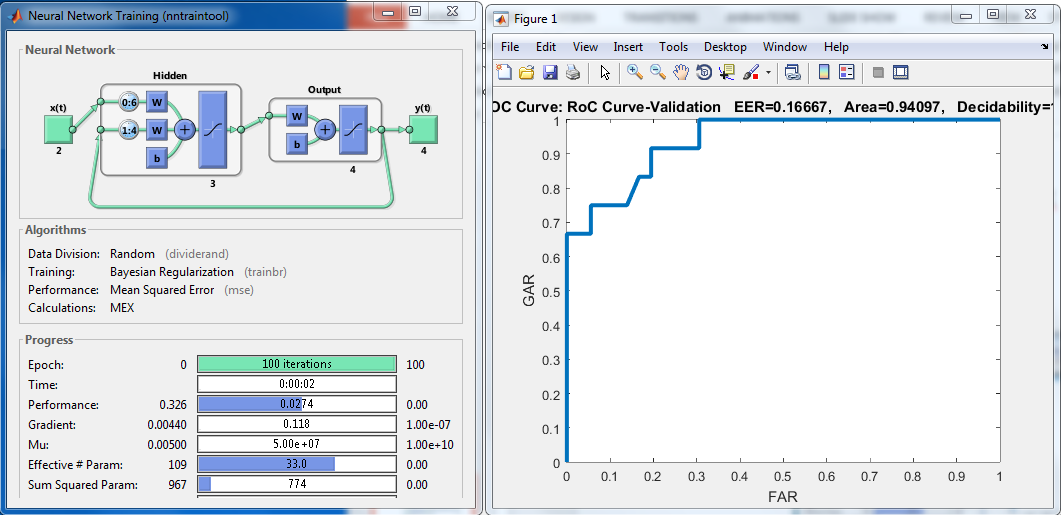 Neural Network Training (nntraintool)
Neural Network
Hidden
Output
x(t)
y(t)
0:6
W
1:4
W
b
+
W
b
+
2
3
4
4
Algorithms
Data Division: Random (dividerand)
Training: Bayesian Regularization (trainbr)
Performance: Mean Squared Error (mse)
Calculations: MEX
Progress
Epoch: 0 100 iterations 100
Time: 0:00:02
Performance: 0.326 0.0274 0.00
Gradient: 0.00440 0.118 1.00e-07
Mu: 0.00500 5.00e+07 1.00e+10
Effective # Param: 109 33.0 0.00
Sum Squared Param: 967 774 0.00
Figure 1
File Edit View Insert Tools Desktop Window Help
OC Curve: RoC Curve-Validation EER=0.16667, Area=0.94097, Decidability=
1
0.9
0.8
0.7
0.6
0.5
0.4
0.3
0.2
0.1
0
GAR
0 0.1 0.2 0.3 0.4 0.5 0.6 0.7 0.8 0.9 1
FAR